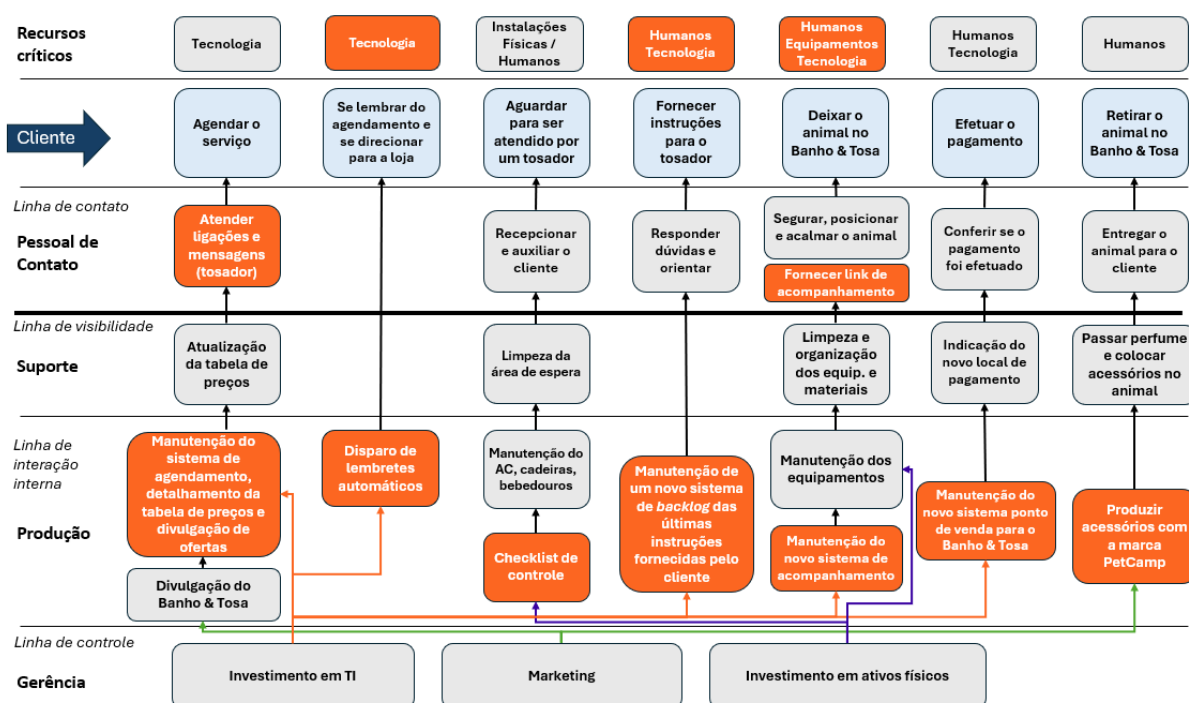 Recursos
críticos
Tecnologia
Tecnologia
Instalações
Físicas /
Humanos
Humanos
Tecnologia
Humanos
Equipamentos
Tecnologia
Humanos
Tecnologia
Humanos
Cliente
Agendar o
serviço
Se lembrar do
agendamento e
se direcionar
para a loja
Aguardar
para ser
atendido por
um tosador
Fornecer
instruções
para o
tosador
Deixar o
animal no
Banho & Tosa
Efetuar o
pagamento
Retirar o
animal no
Banho & Tosa
Linha de contato
Pessoal de
Contato
Atender
ligações e
mensagens
(tosador)
Recepcionar
e auxiliar o
cliente
Responder
dúvidas e
orientar
Segurar, posicionar
e acalmar o animal
Fornecer link de
acompanhamento
Conferir se o
pagamento
foi efetuado
Entregar o
animal para o
cliente
Linha de visibilidade
Suporte
Atualização
da tabela de
preços
Limpeza da
área de espera
Limpeza e
organização
dos equip. e
materiais
Indicação do
novo local de
pagamento
Passar perfume
e colocar
acessórios no
animal
Linha de
interação
interna
Produção
Manutenção do
sistema de
agendamento,
detalhamento da
tabela de preços e
divulgação de
ofertas
Divulgação do
Banho & Tosa
Disparo de
lembretes
automáticos
Manutenção do
AC, cadeiras,
bebedouros
Checklist de
controle
Manutenção de
um novo sistema
de backlog das
últimas
instruções
fornecidas pelo
cliente
Manutenção dos
equipamentos
Manutenção do
novo sistema de
acompanhamento
Manutenção do
novo sistema ponto
de venda para o
Banho & Tosa
Produzir
acessórios com
a marca
PetCamp
Linha de controle
Gerência
Investimento em TI
Marketing
Investimento em ativos físicos